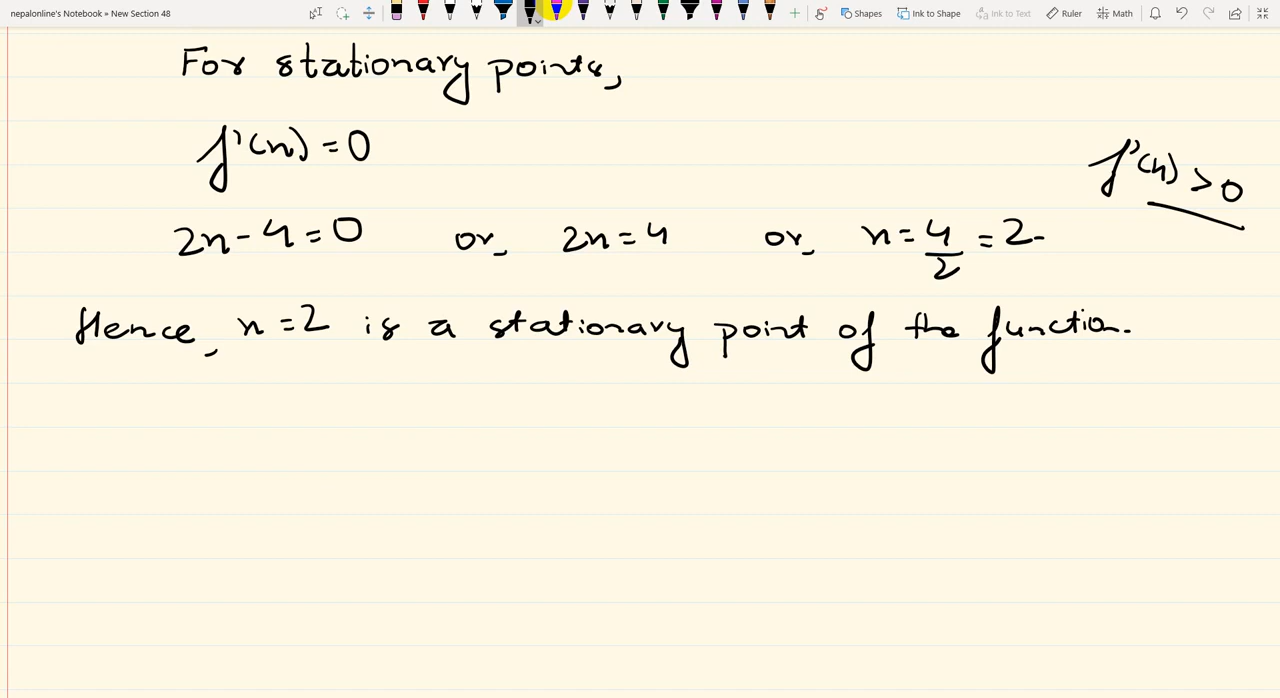 nepalonline's Notebook » New Section 48
Shapes Ink to Shape Ink to Text Ruler Math
For stationary points,
f'(x) = 0
f'(x) > 0
2x - 4 = 0 or, 2x = 4 or, x = 4/2 = 2
Hence, x = 2 is a stationary point of the function.